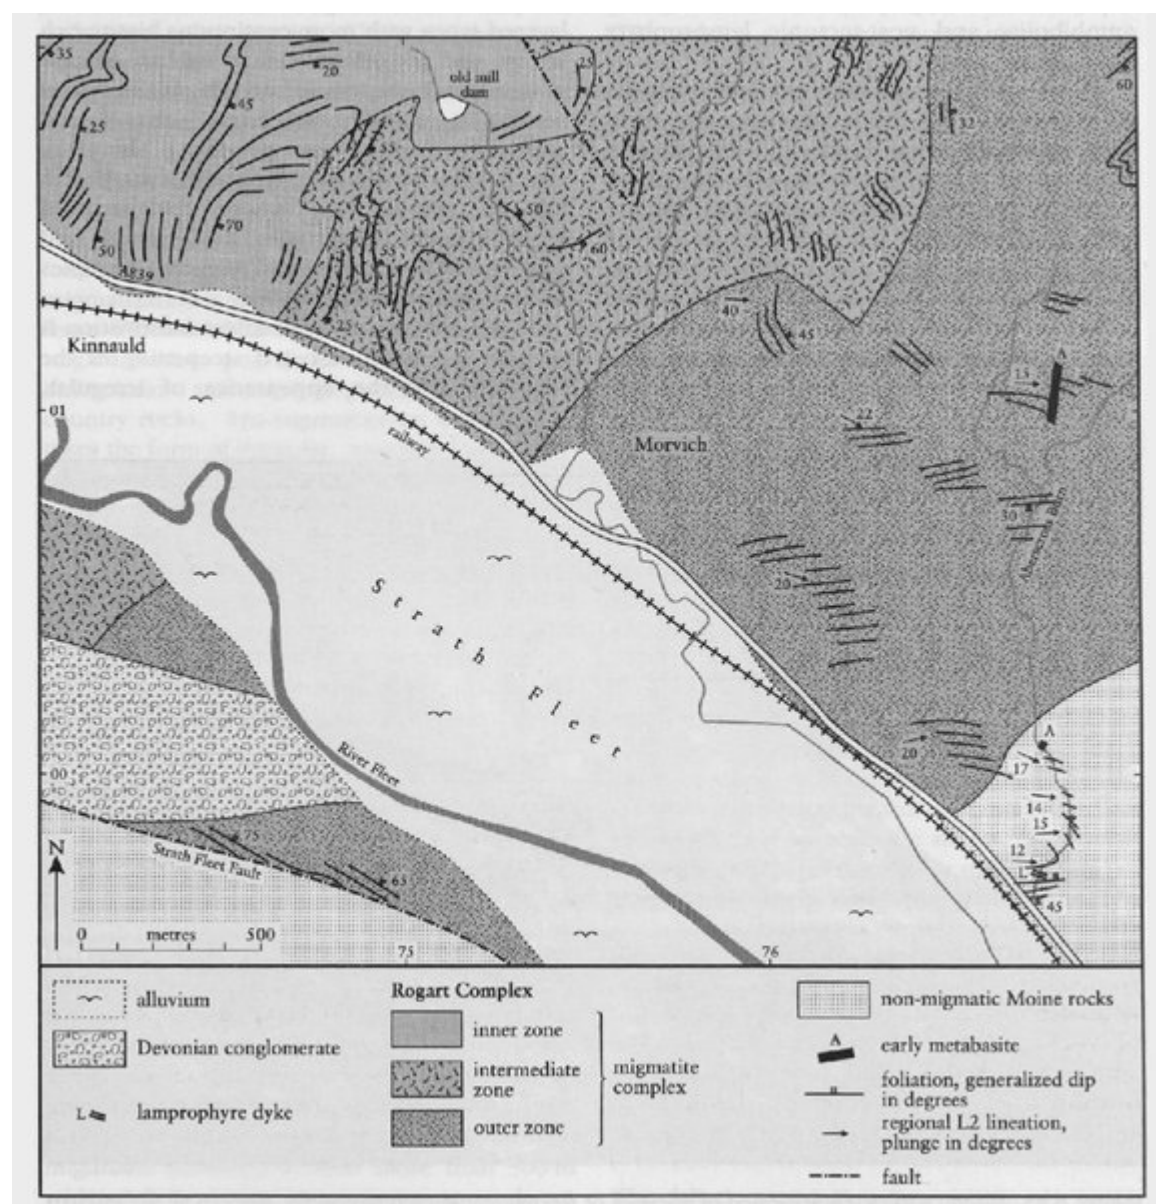 35
20
25
old mill
dam
60
45
33
25
55
70
50
50
60
A839
55
25
40
45
Kinnauld
13
A
22
01
Morvich
railway
30
Strath Fleet
25
A
20
17
River Fleet
00
14
15
75
12
L
N
Strath Fleet Fault
63
45
0 metres 500
75
76
alluvium
Devonian conglomerate
L lamprophyre dyke
Rogart Complex
inner zone
intermediate
zone
outer zone
migmatite
complex
non-migmatic Moine rocks
A
early metabasite
foliation, generalized dip
in degrees
regional L2 lineation,
plunge in degrees
fault